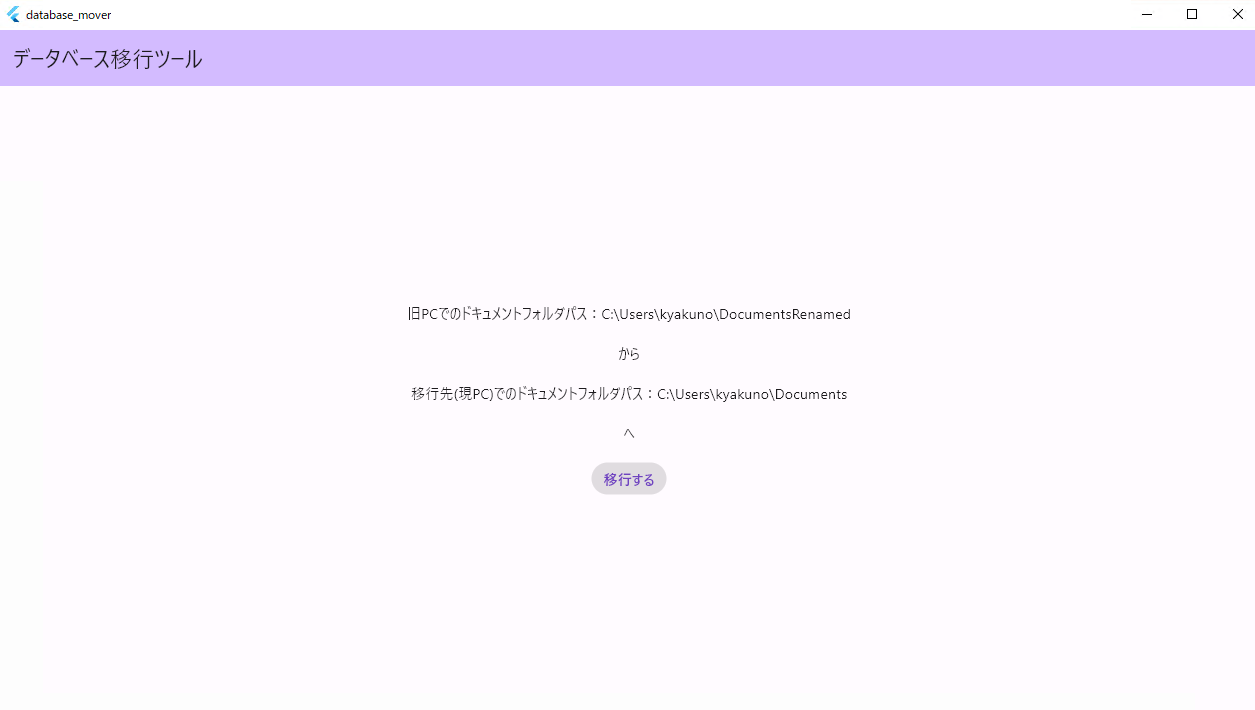 database_mover
データベース移行ツール
旧PCでのドキュメントフォルダパス：C:\Users\kyakuno\DocumentsRenamed
から
移行先(現PC)でのドキュメントフォルダパス：C:\Users\kyakuno\Documents
へ
移行する